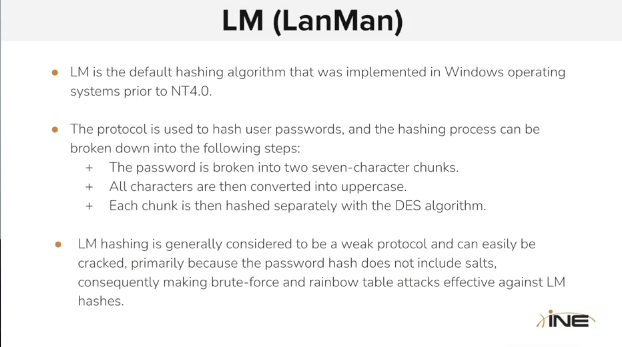 LM (LanMan)
● LM is the default hashing algorithm that was implemented in Windows operating
systems prior to NT4.0.
● The protocol is used to hash user passwords, and the hashing process can be
broken down into the following steps:
+ The password is broken into two seven-character chunks.
+ All characters are then converted into uppercase.
+ Each chunk is then hashed separately with the DES algorithm.
● LM hashing is generally considered to be a weak protocol and can easily be
cracked, primarily because the password hash does not include salts,
consequently making brute-force and rainbow table attacks effective against LM
hashes.
iNE